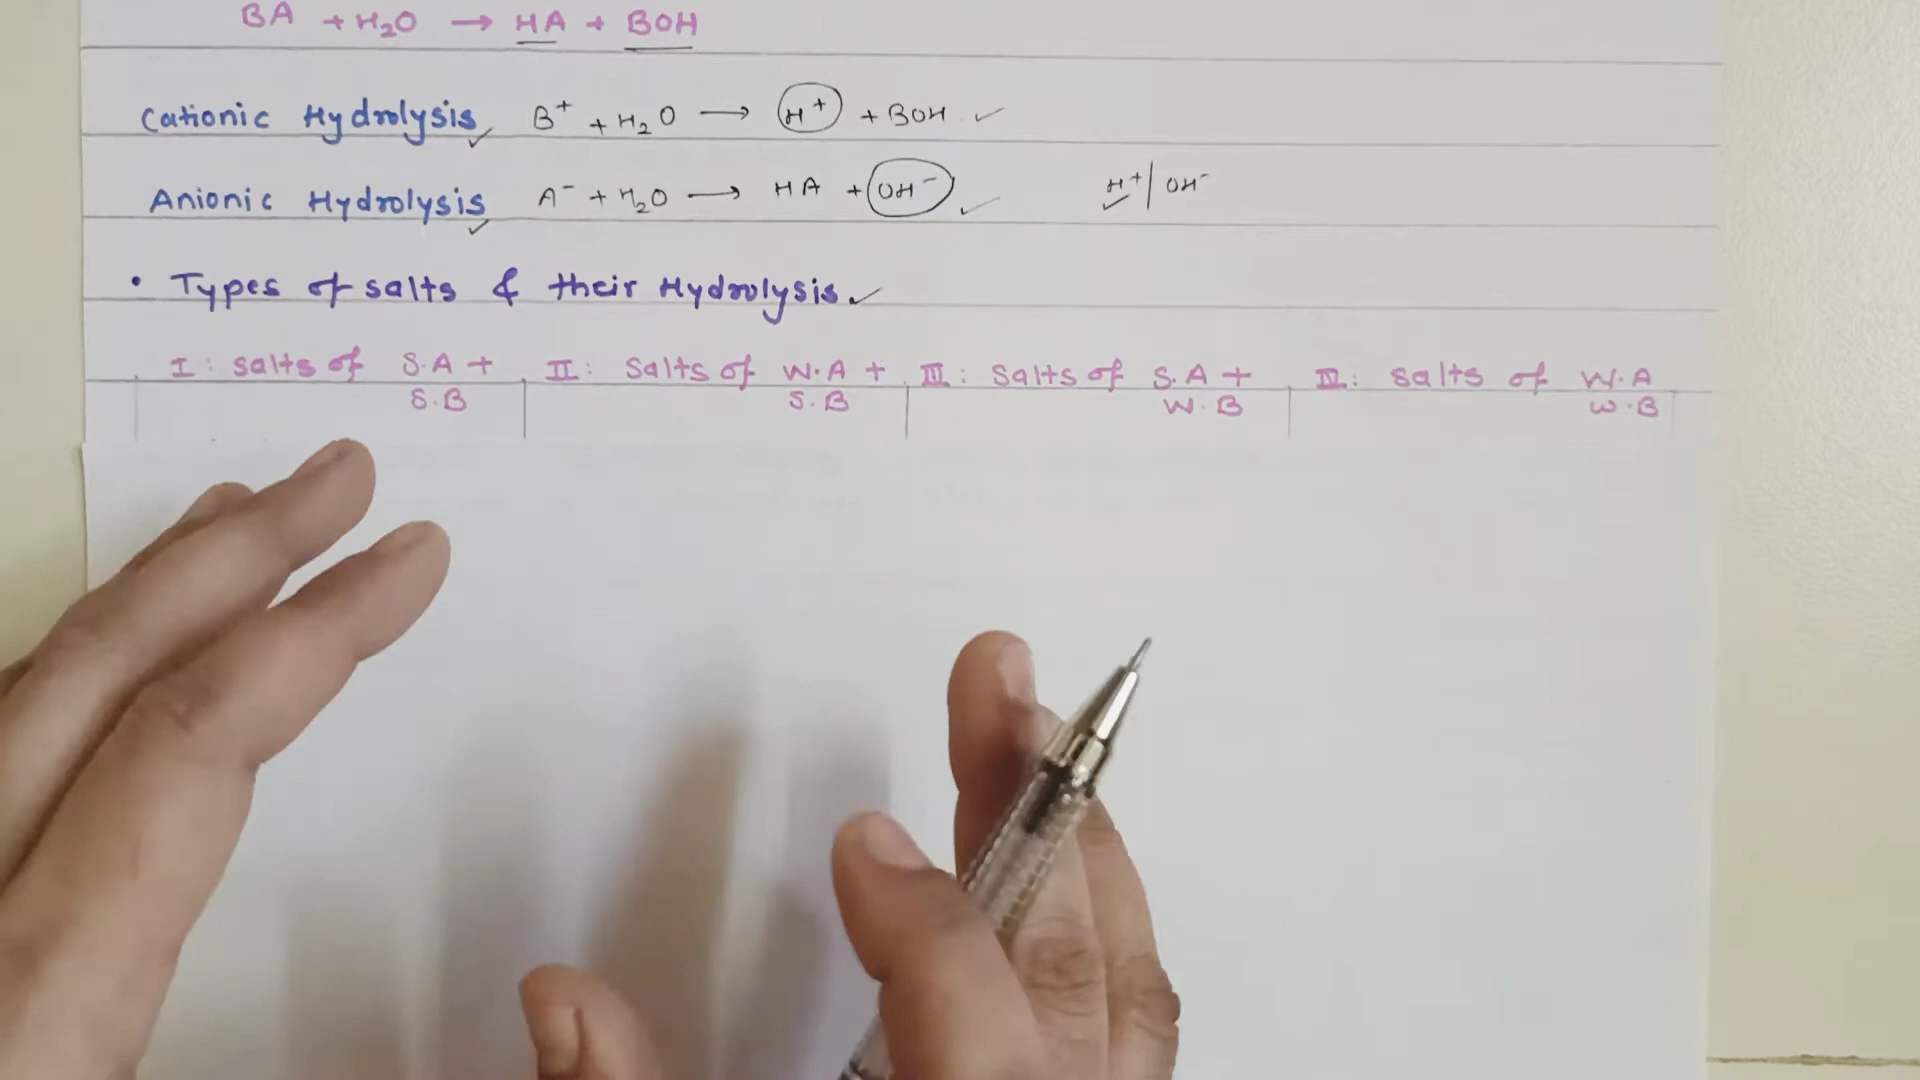 BA + H₂O → HA + BOH
Cationic Hydrolysis B⁺ + H₂O → H⁺ + BOH
Anionic Hydrolysis A⁻ + H₂O → HA + OH⁻ H⁺ | OH⁻
• Types of salts & their Hydrolysis
I : salts of S.A + S.B
II : Salts of W.A + S.B
III : Salts of S.A + W.B
IV : salts of W.A W.B